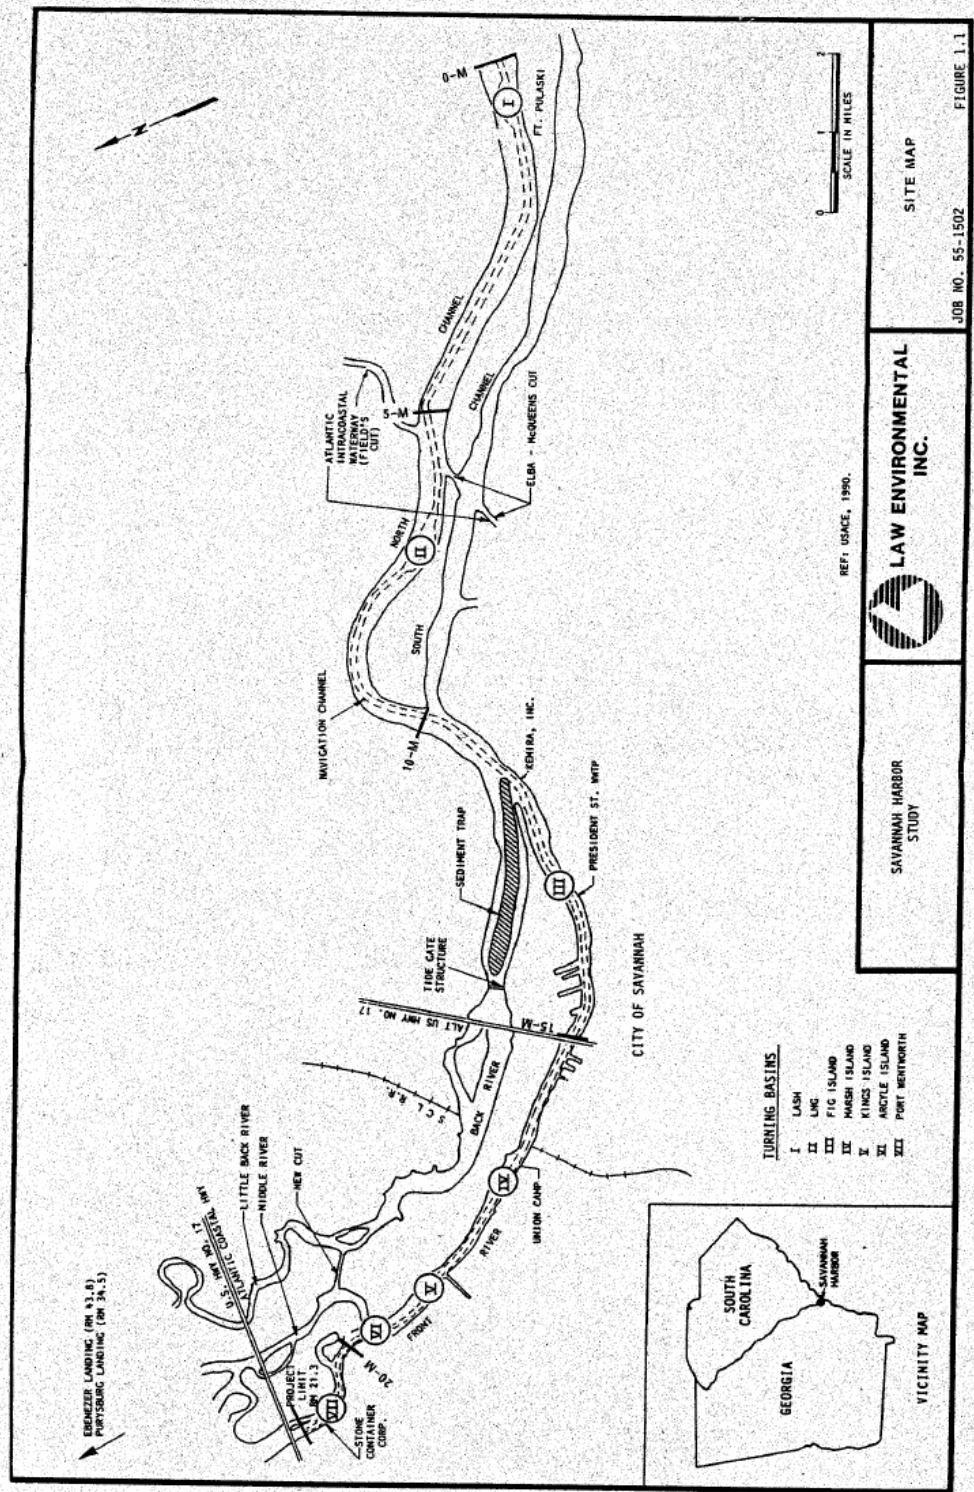 EBENEZER LANDING (RM 43.8)
PURYSBURG LANDING (RM 34.5)
U.S. HWY NO. 17
ATLANTIC COASTAL HWY
LITTLE BACK RIVER
MIDDLE RIVER
NEW CUT
PROJECT
LIMIT
RM 21.3
VII
STONE
CONTAINER
CORP.
20-M
VI
FRONT
V
RIVER
IV
UNION CAMP
S C L R.R.
BACK
RIVER
ALT US HWY NO. 17
15-M
TIDE GATE
STRUCTURE
SEDIMENT TRAP
CITY OF SAVANNAH
III
PRESIDENT ST. WWTP
KEMIRA, INC.
10-M
NAVIGATION CHANNEL
SOUTH
NORTH
II
ATLANTIC
INTRACOASTAL
WATERWAY
(FIELD'S
CUT)
5-M
ELBA - McQUEENS CUT
CHANNEL
CHANNEL
I
FT. PULASKI
0-M
N
0 1 2
SCALE IN MILES
REF: USACE, 1990.
TURNING BASINS
I LASH
II LNG
III FIG ISLAND
IV MARSH ISLAND
V KINGS ISLAND
VI ARGYLE ISLAND
VII PORT WENTWORTH
SOUTH
CAROLINA
GEORGIA
SAVANNAH
HARBOR
VICINITY MAP
SAVANNAH HARBOR
STUDY
LAW ENVIRONMENTAL
INC.
SITE MAP
JOB NO. 55-1502 FIGURE 1.1